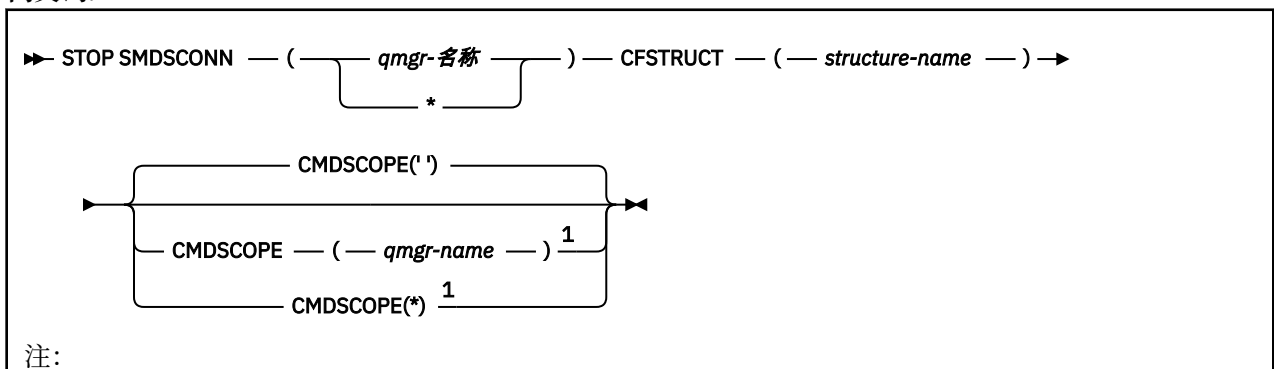 STOP SMDSCONN ( qmgr-名称 ) CFSTRUCT ( structure-name )
*
CMDSCOPE(' ')
CMDSCOPE ( qmgr-name ) 1
CMDSCOPE(*) 1
注: